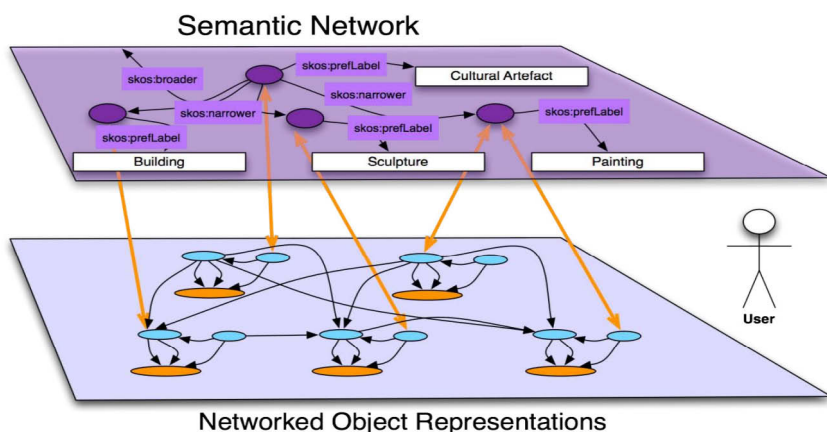 Semantic Network
skos:prefLabel
skos:broader
Cultural Artefact
skos:narrower
skos:narrower
skos:prefLabel
skos:prefLabel
skos:prefLabel
Building
Sculpture
Painting
User
Networked Object Representations